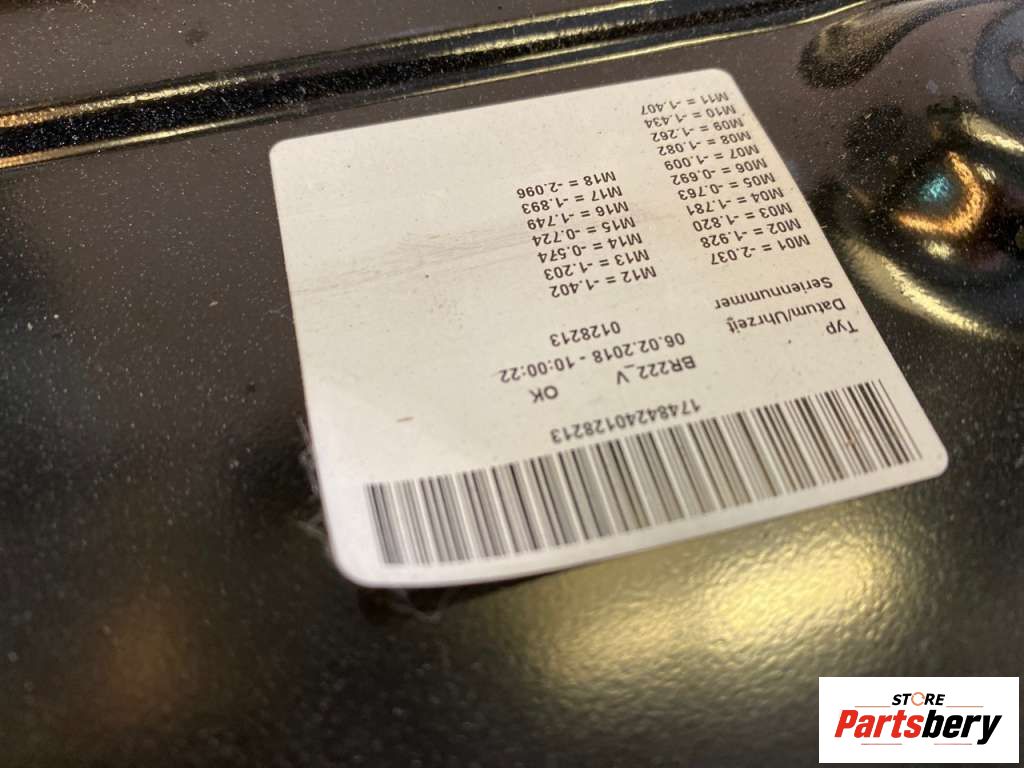 17484240128213
Typ BR222_V OK
Datum/Uhrzeit 06.02.2018 - 10:00:22
Seriennummer 0128213
M01 = -2.037 M12 = -1.402
M02 = -1.928 M13 = -1.203
M03 = -1.820 M14 = -0.574
M04 = -1.781 M15 = -0.724
M05 = -0.763 M16 = -1.749
M06 = -0.692 M17 = -1.893
M07 = -1.009 M18 = -2.096
M08 = -1.082
M09 = -1.262
M10 = -1.434
M11 = -1.407
STORE
Partsbery